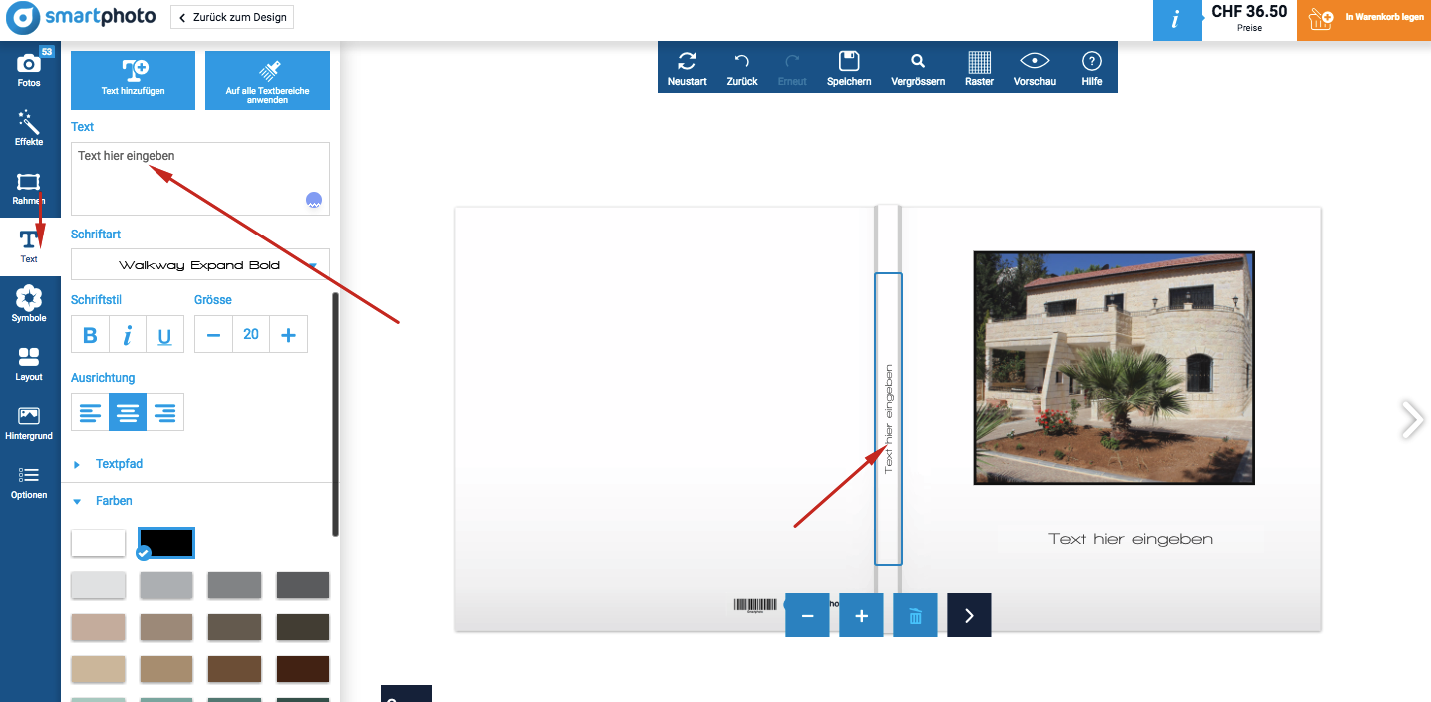 smartphoto
Zurück zum Design
i
CHF 36.50
Preise
In Warenkorb legen
53
Fotos
Effekte
Rahmen
Text
Symbole
Layout
Hintergrund
Optionen
Text hinzufügen
Auf alle Textbereiche
anwenden
Text
Text hier eingeben
Schriftart
Walkway Expand Bold
Schriftstil
Grösse
B i U
− 20 +
Ausrichtung
Textpfad
Farben
Neustart
Zurück
Erneut
Speichern
Vergrössern
Raster
Vorschau
?
Hilfe
Text hier eingeben
Text hier eingeben
− +